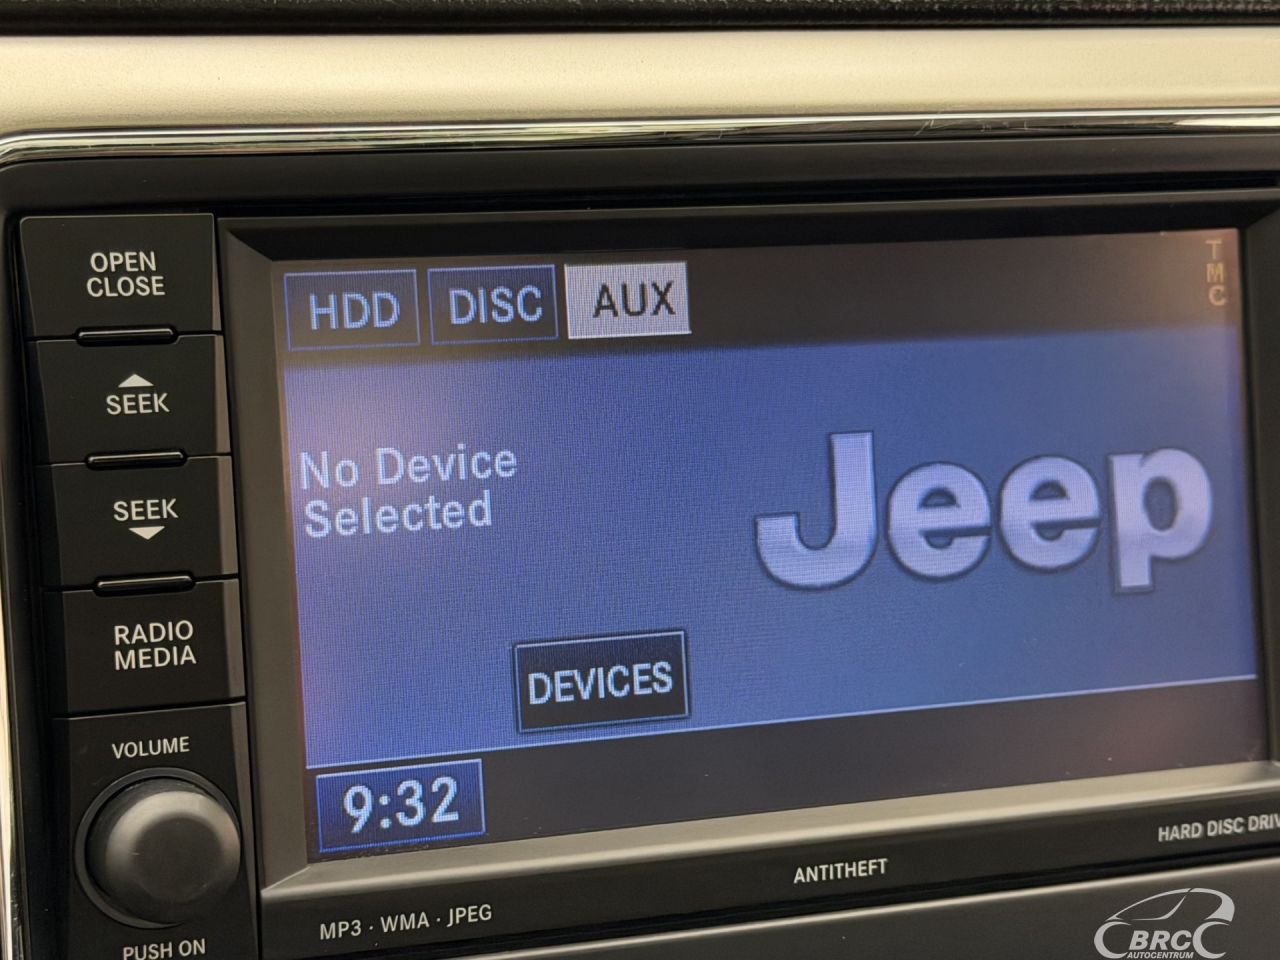 OPEN
CLOSE
SEEK
SEEK
RADIO
MEDIA
VOLUME
PUSH ON
HDD
DISC
AUX
TMC
No Device
Selected
Jeep
DEVICES
9:32
MP3 · WMA · JPEG
ANTITHEFT
HARD DISC DRIV
BRC
AUTOCENTRUM